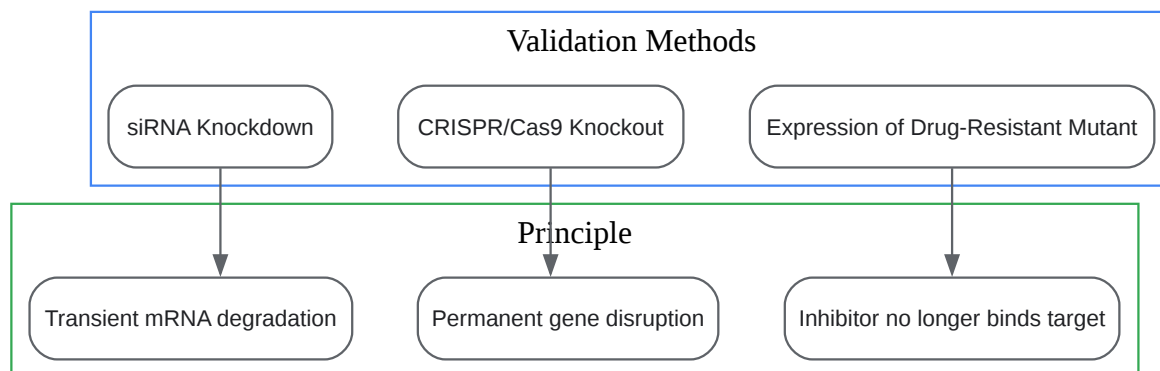 Validation Methods
siRNA Knockdown
CRISPR/Cas9 Knockout
Expression of Drug-Resistant Mutant
Principle
Transient mRNA degradation
Permanent gene disruption
Inhibitor no longer binds target